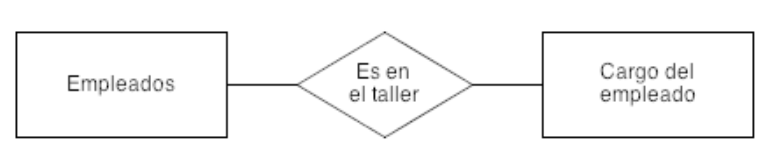 Empleados
Es en
el taller
Cargo del
empleado